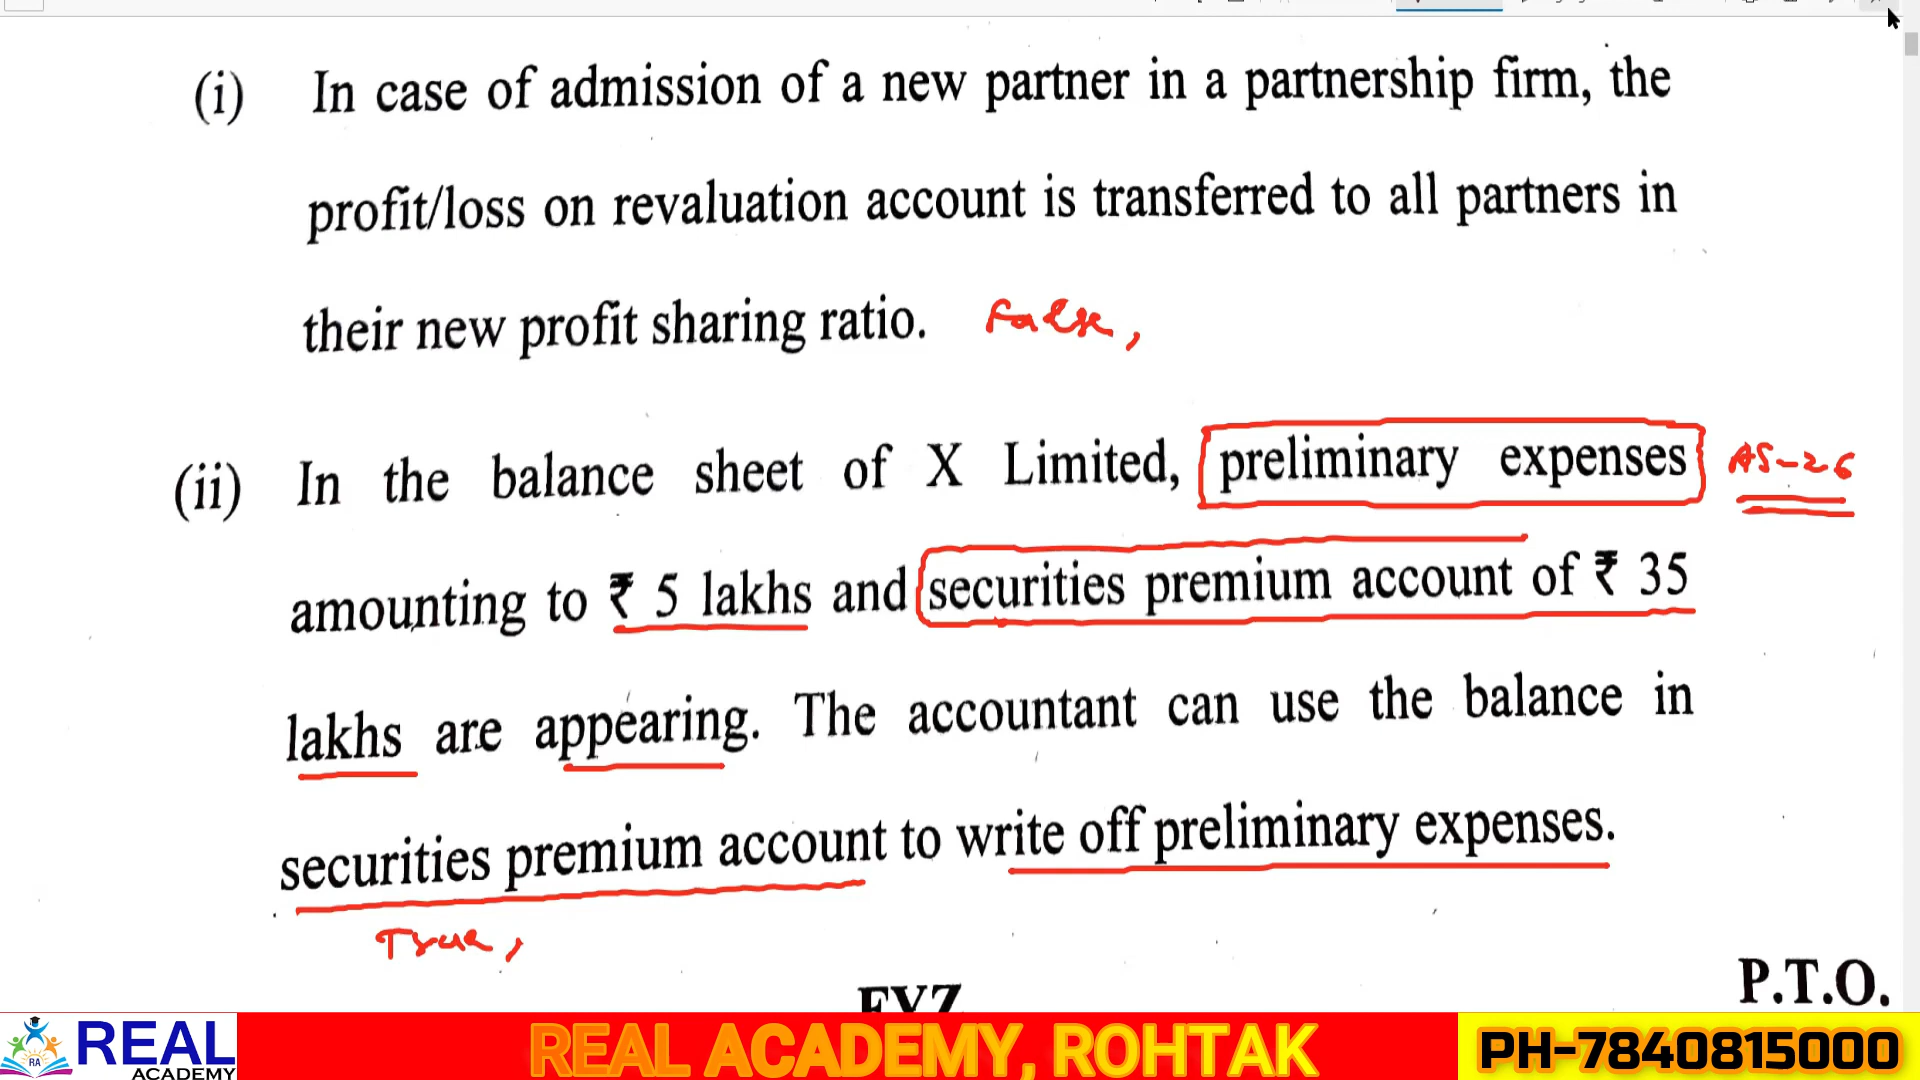 (i) In case of admission of a new partner in a partnership firm, the
profit/loss on revaluation account is transferred to all partners in
their new profit sharing ratio. False,
(ii) In the balance sheet of X Limited, preliminary expenses AS-26
amounting to ₹ 5 lakhs and securities premium account of ₹ 35
lakhs are appearing. The accountant can use the balance in
securities premium account to write off preliminary expenses.
True,
P.T.O.
REAL
ACADEMY
RA
REAL ACADEMY, ROHTAK
PH-7840815000